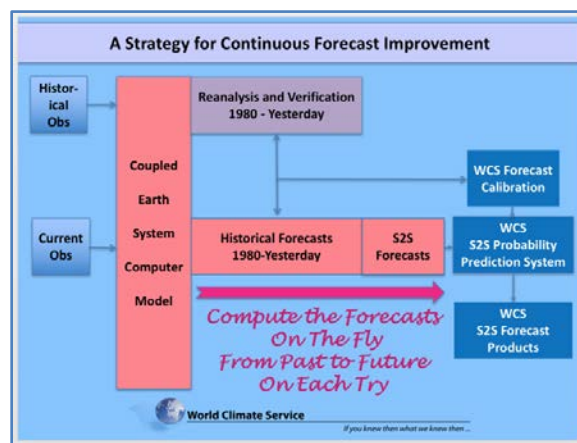 A Strategy for Continuous Forecast Improvement
Histor-
ical
Obs
Reanalysis and Verification
1980 - Yesterday
Coupled
Earth
System
Computer
Model
WCS Forecast
Calibration
Current
Obs
Historical Forecasts
1980-Yesterday
S2S
Forecasts
WCS
S2S Probability
Prediction System
Compute the Forecasts
On The Fly
From Past to Future
On Each Try
WCS
S2S Forecast
Products
World Climate Service
If you knew then what we knew then ...